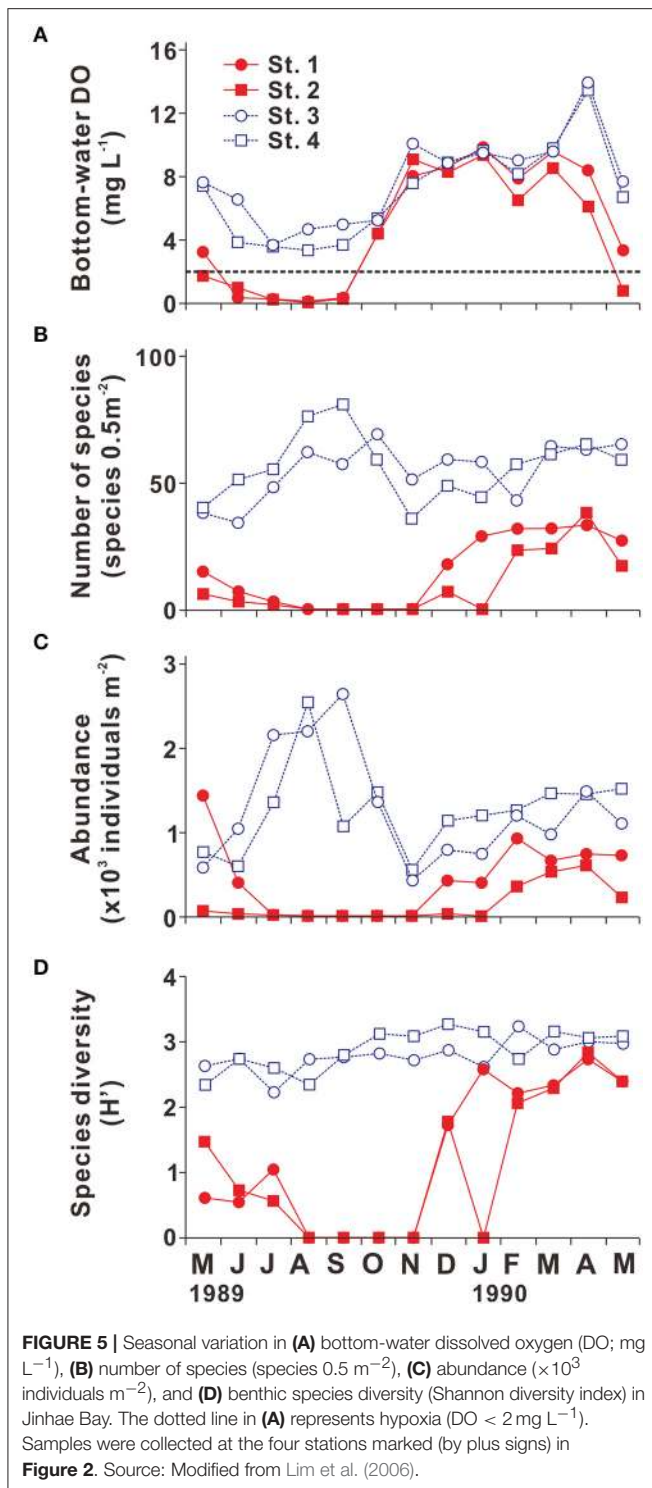 A
Bottom-water DO
(mg L⁻¹)
16
12
8
4
0
St. 1
St. 2
St. 3
St. 4
B
Number of species
(species 0.5m⁻²)
100
50
0
C
Abundance
(x10³ individuals m⁻²)
3
2
1
0
D
Species diversity
(H')
4
3
2
1
0
M J J A S O N D J F M A M
1989 1990
FIGURE 5 | Seasonal variation in (A) bottom-water dissolved oxygen (DO; mg
L⁻¹), (B) number of species (species 0.5 m⁻²), (C) abundance (×10³
individuals m⁻²), and (D) benthic species diversity (Shannon diversity index) in
Jinhae Bay. The dotted line in (A) represents hypoxia (DO < 2 mg L⁻¹).
Samples were collected at the four stations marked (by plus signs) in
Figure 2. Source: Modified from Lim et al. (2006).